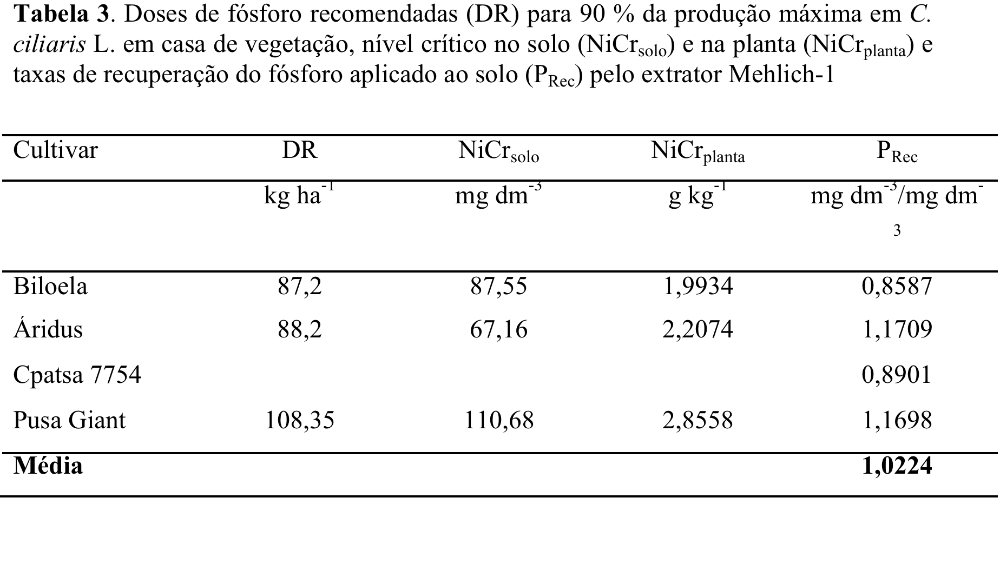 Tabela 3. Doses de fósforo recomendadas (DR) para 90 % da produção máxima em C.
ciliaris L. em casa de vegetação, nível crítico no solo (NiCrsolo) e na planta (NiCrplanta) e
taxas de recuperação do fósforo aplicado ao solo (PRec) pelo extrator Mehlich-1
Cultivar DR NiCrsolo NiCrplanta PRec
kg ha-1 mg dm-3 g kg-1 mg dm-3/mg dm-
3
Biloela 87,2 87,55 1,9934 0,8587
Áridus 88,2 67,16 2,2074 1,1709
Cpatsa 7754 0,8901
Pusa Giant 108,35 110,68 2,8558 1,1698
Média 1,0224